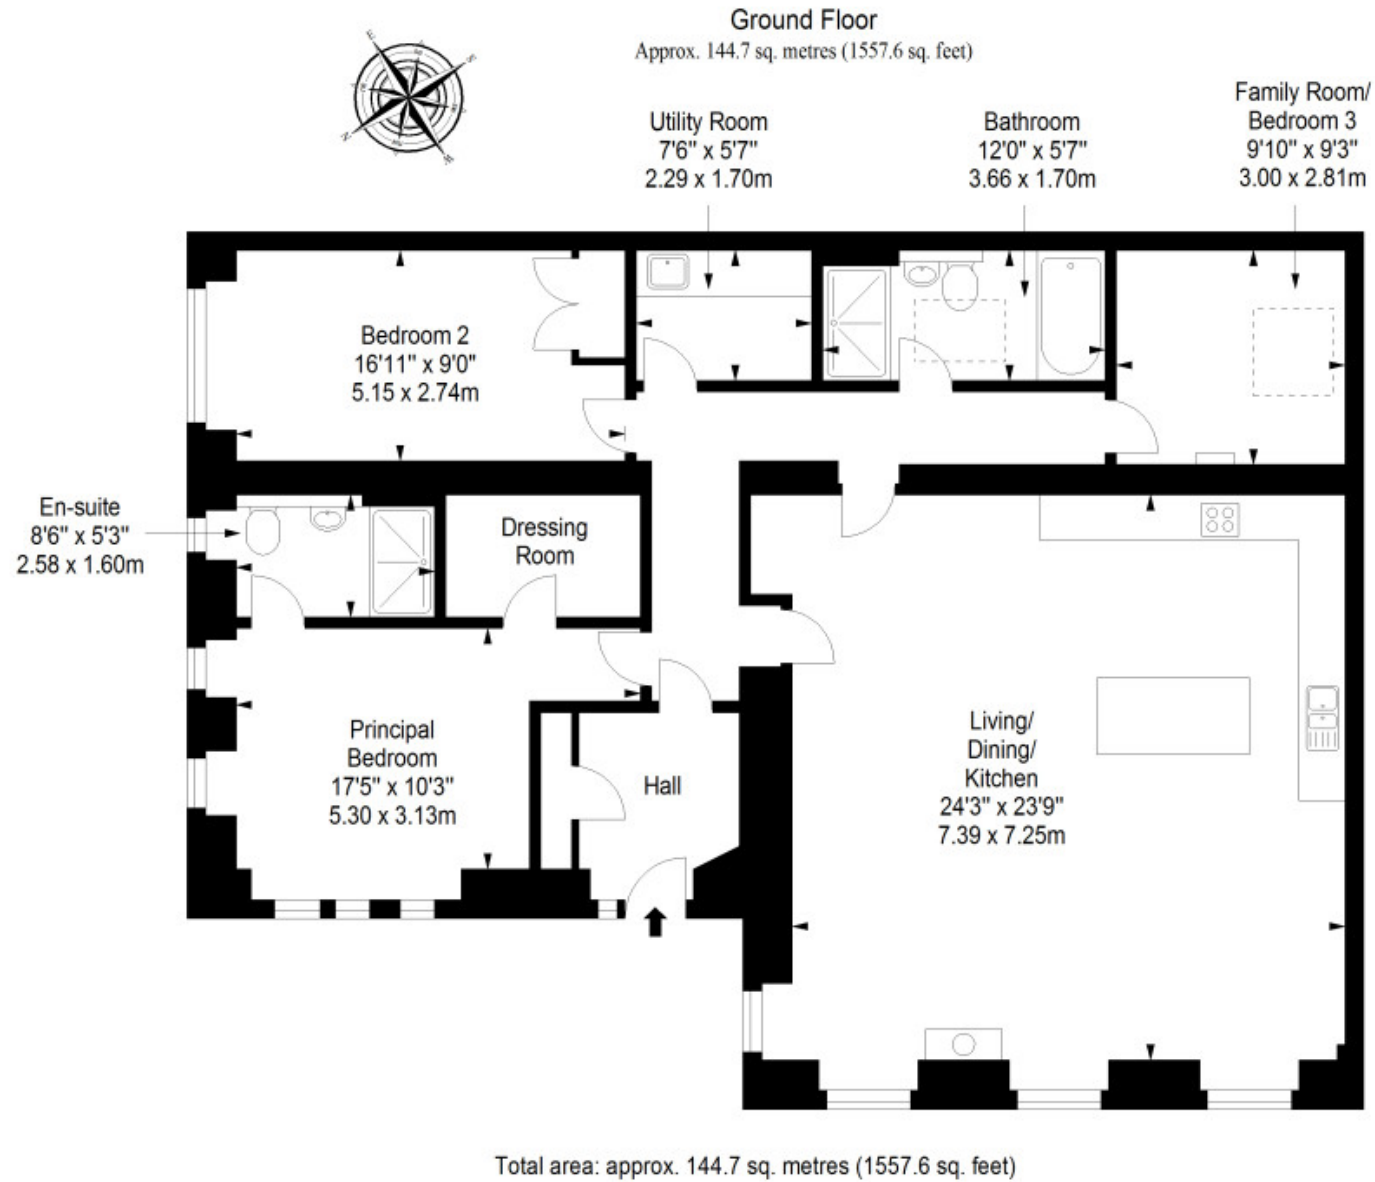 Ground Floor
Approx. 144.7 sq. metres (1557.6 sq. feet)
E
S
N
W
Utility Room
7'6" x 5'7"
2.29 x 1.70m
Bathroom
12'0" x 5'7"
3.66 x 1.70m
Family Room/
Bedroom 3
9'10" x 9'3"
3.00 x 2.81m
Bedroom 2
16'11" x 9'0"
5.15 x 2.74m
En-suite
8'6" x 5'3"
2.58 x 1.60m
Dressing
Room
Principal
Bedroom
17'5" x 10'3"
5.30 x 3.13m
Hall
Living/
Dining/
Kitchen
24'3" x 23'9"
7.39 x 7.25m
Total area: approx. 144.7 sq. metres (1557.6 sq. feet)